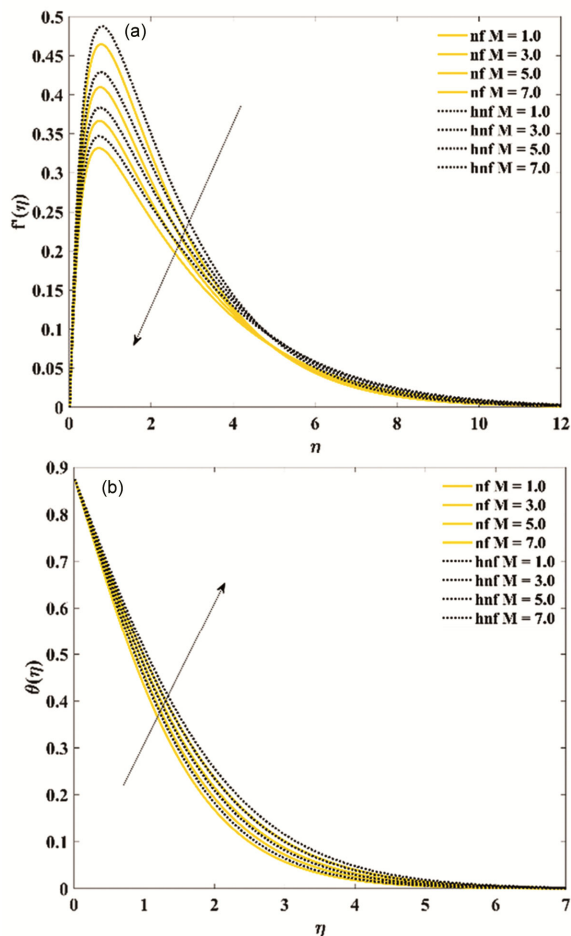 (a)
nf M = 1.0
nf M = 3.0
nf M = 5.0
nf M = 7.0
hnf M = 1.0
hnf M = 3.0
hnf M = 5.0
hnf M = 7.0
0.5
0.45
0.4
0.35
0.3
0.25
0.2
0.15
0.1
0.05
0
f'(η)
0 2 4 6 8 10 12
η
(b)
nf M = 1.0
nf M = 3.0
nf M = 5.0
nf M = 7.0
hnf M = 1.0
hnf M = 3.0
hnf M = 5.0
hnf M = 7.0
0.9
0.8
0.7
0.6
0.5
0.4
0.3
0.2
0.1
0
θ(η)
0 1 2 3 4 5 6 7
η